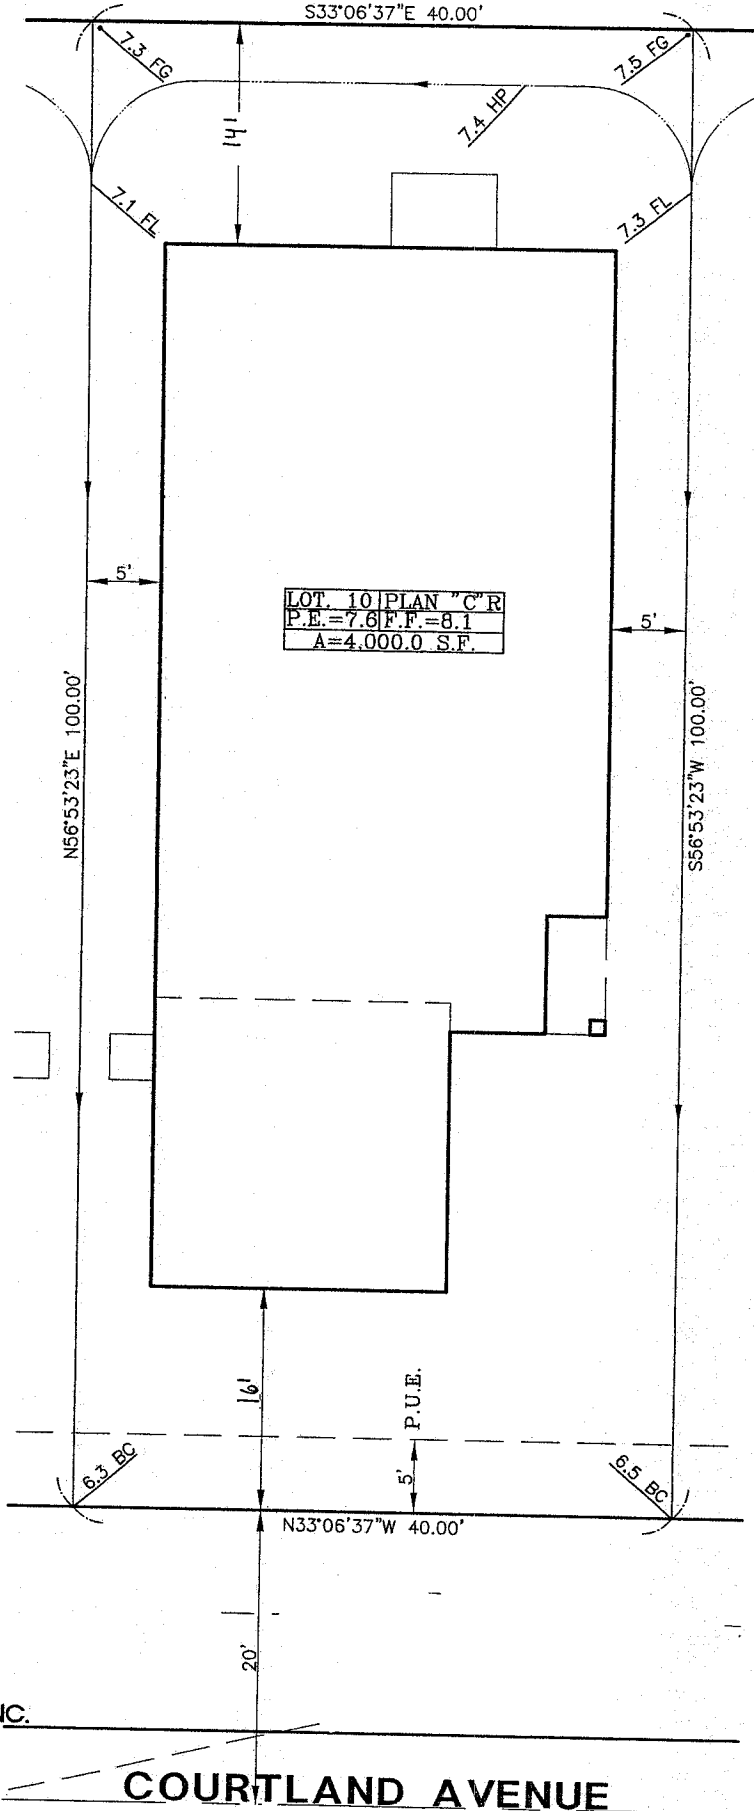 S33°06'37"E 40.00'
7.3 FG
7.5 FG
14'
7.4 HP
7.1 FL
7.3 FL
5'
LOT. 10 PLAN "C"R
P.E.=7.6 F.F.=8.1
A=4,000.0 S.F.
5'
N56°53'23"E 100.00'
S56°53'23"W 100.00'
16'
P.U.E.
6.3 BC
5'
6.5 BC
N33°06'37"W 40.00'
20'
NC.
COURTLAND AVENUE